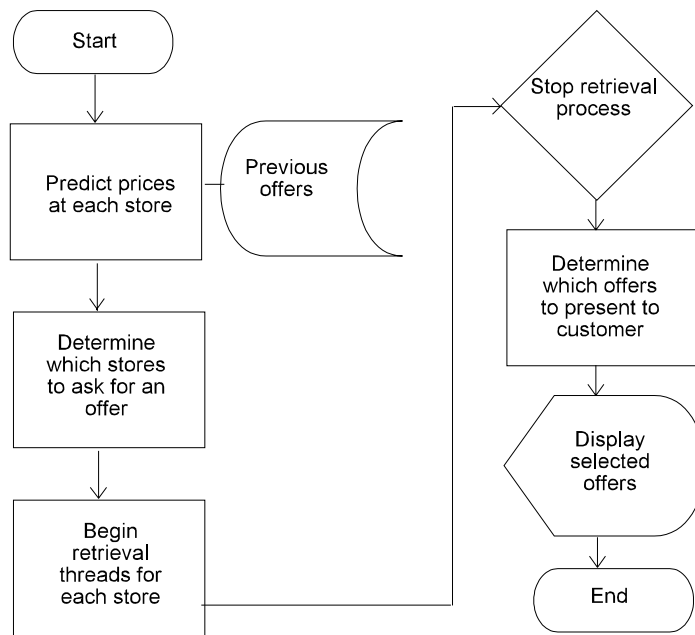 Start
Predict prices
at each store
Previous
offers
Determine
which stores
to ask for an
offer
Begin
retrieval
threads for
each store
Stop retrieval
process
Determine
which offers
to present to
customer
Display
selected
offers
End